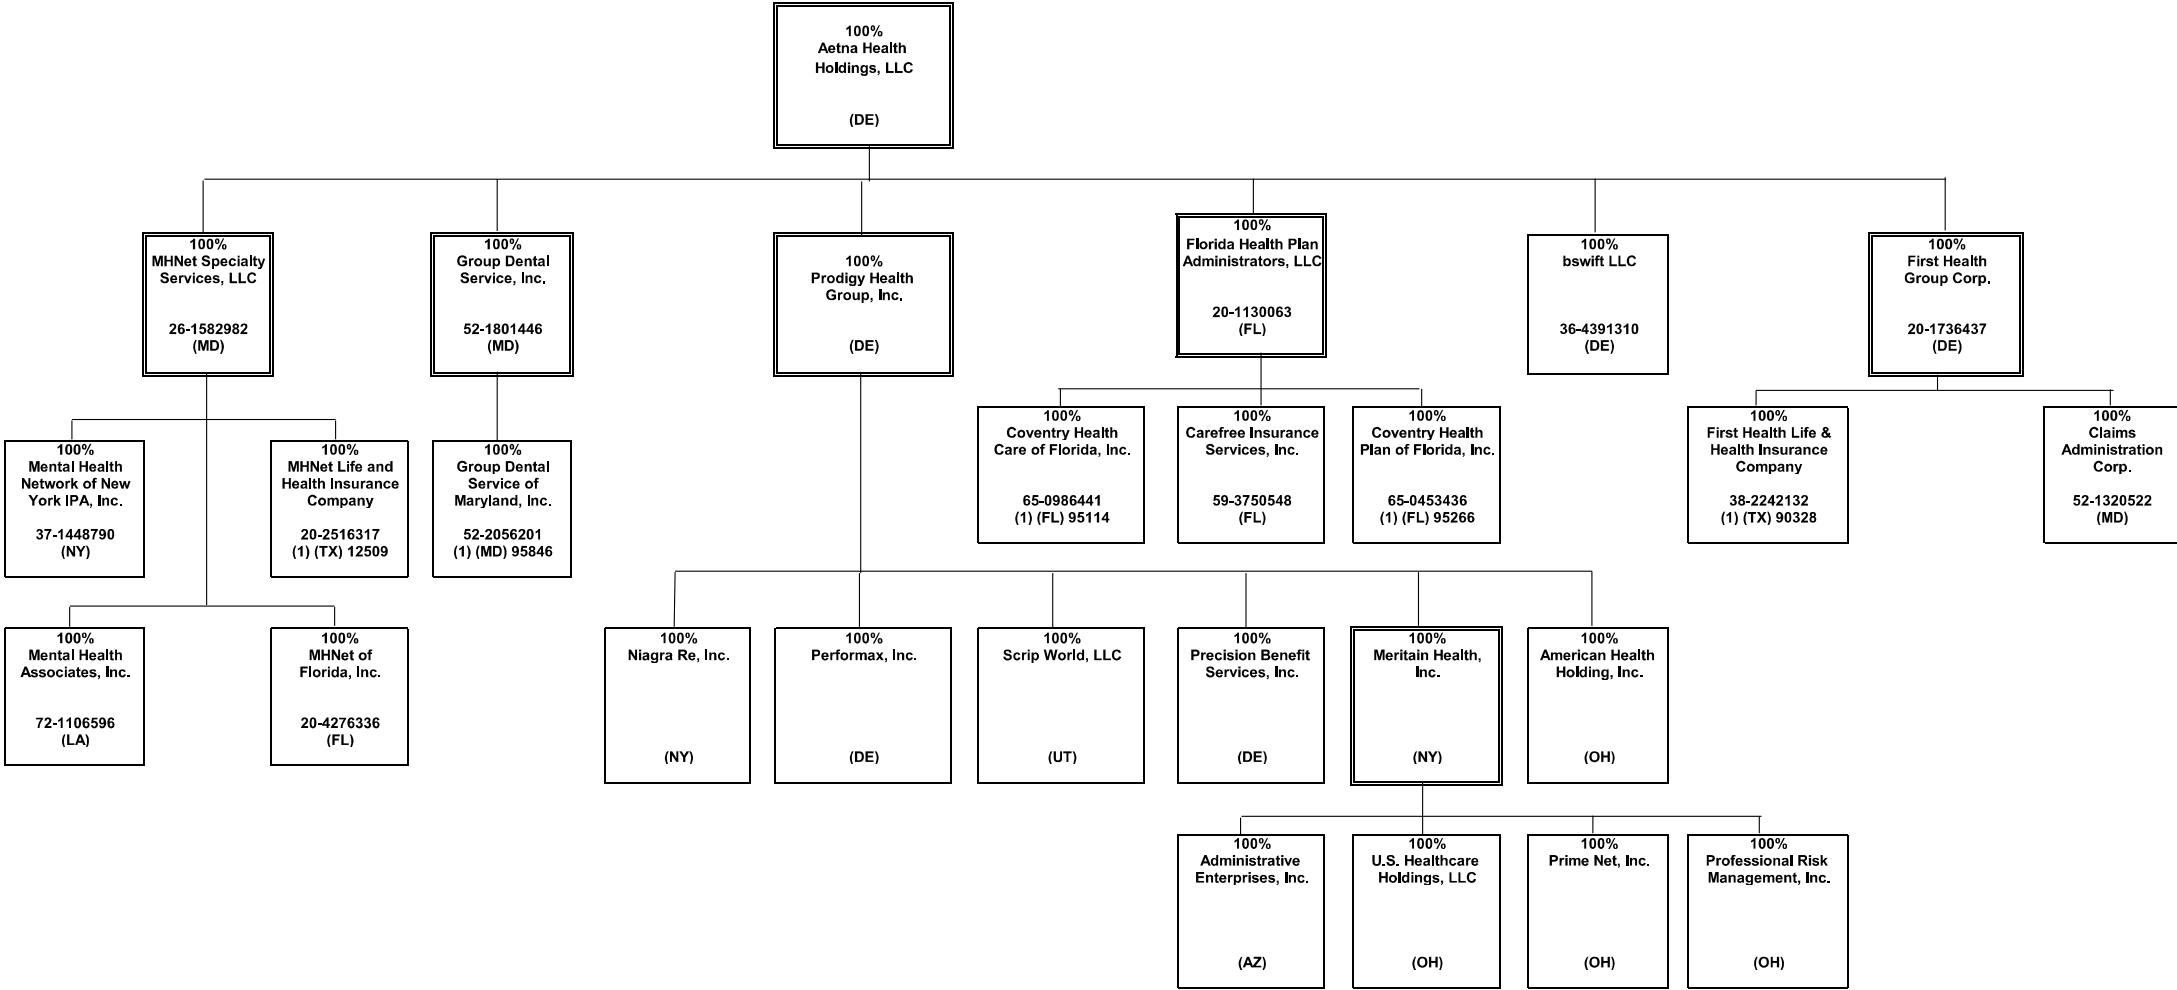 100%
Aetna Health
Holdings, LLC
(DE)
100%
MHNet Specialty
Services, LLC
26-1582982
(MD)
100%
Group Dental
Service, Inc.
52-1801446
(MD)
100%
Prodigy Health
Group, Inc.
(DE)
100%
Florida Health Plan
Administrators, LLC
20-1130063
(FL)
100%
bswift LLC
36-4391310
(DE)
100%
First Health
Group Corp.
20-1736437
(DE)
100%
Mental Health
Network of New
York IPA, Inc.
37-1448790
(NY)
100%
MHNet Life and
Health Insurance
Company
20-2516317
(1) (TX) 12509
100%
Group Dental
Service of
Maryland, Inc.
52-2056201
(1) (MD) 95846
100%
Coventry Health
Care of Florida, Inc.
65-0986441
(1) (FL) 95114
100%
Carefree Insurance
Services, Inc.
59-3750548
(FL)
100%
Coventry Health
Plan of Florida, Inc.
65-0453436
(1) (FL) 95266
100%
First Health Life &
Health Insurance
Company
38-2242132
(1) (TX) 90328
100%
Claims
Administration
Corp.
52-1320522
(MD)
100%
Mental Health
Associates, Inc.
72-1106596
(LA)
100%
MHNet of
Florida, Inc.
20-4276336
(FL)
100%
Niagra Re, Inc.
(NY)
100%
Performax, Inc.
(DE)
100%
Scrip World, LLC
(UT)
100%
Precision Benefit
Services, Inc.
(DE)
100%
Meritain Health,
Inc.
(NY)
100%
American Health
Holding, Inc.
(OH)
100%
Administrative
Enterprises, Inc.
(AZ)
100%
U.S. Healthcare
Holdings, LLC
(OH)
100%
Prime Net, Inc.
(OH)
100%
Professional Risk
Management, Inc.
(OH)